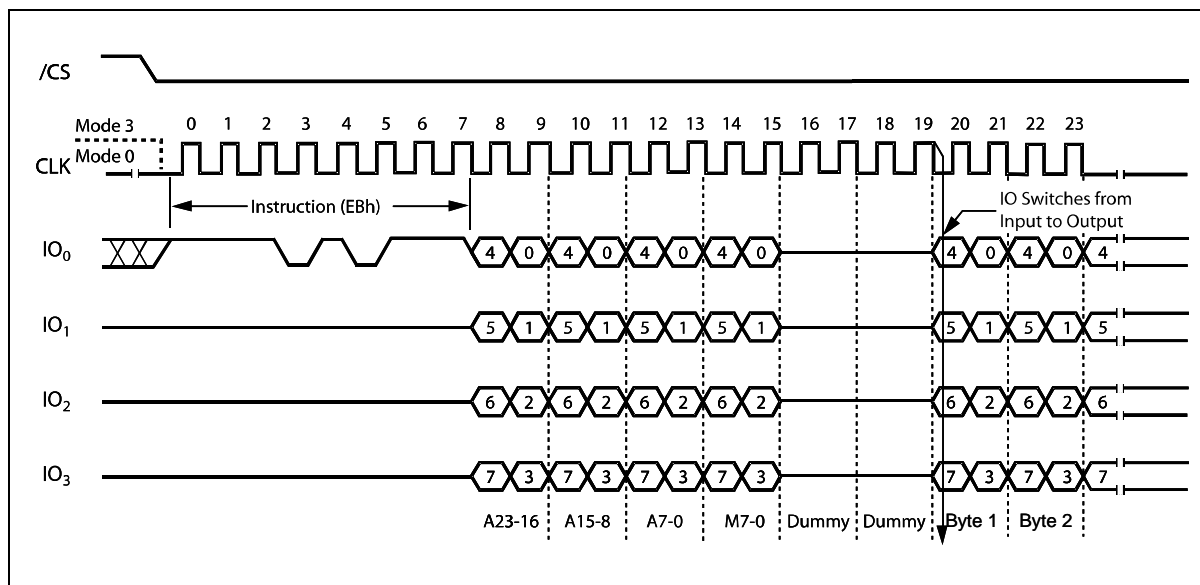 /CS
Mode 3
0 1 2 3 4 5 6 7 8 9 10 11 12 13 14 15 16 17 18 19 20 21 22 23
Mode 0
CLK
Instruction (EBh)
IO Switches from
Input to Output
IO0 4 0 4 0 4 0 4 0 4 0 4 0 4
IO1 5 1 5 1 5 1 5 1 5 1 5 1 5
IO2 6 2 6 2 6 2 6 2 6 2 6 2 6
IO3 7 3 7 3 7 3 7 3 7 3 7 3 7
A23-16 A15-8 A7-0 M7-0 Dummy Dummy Byte 1 Byte 2